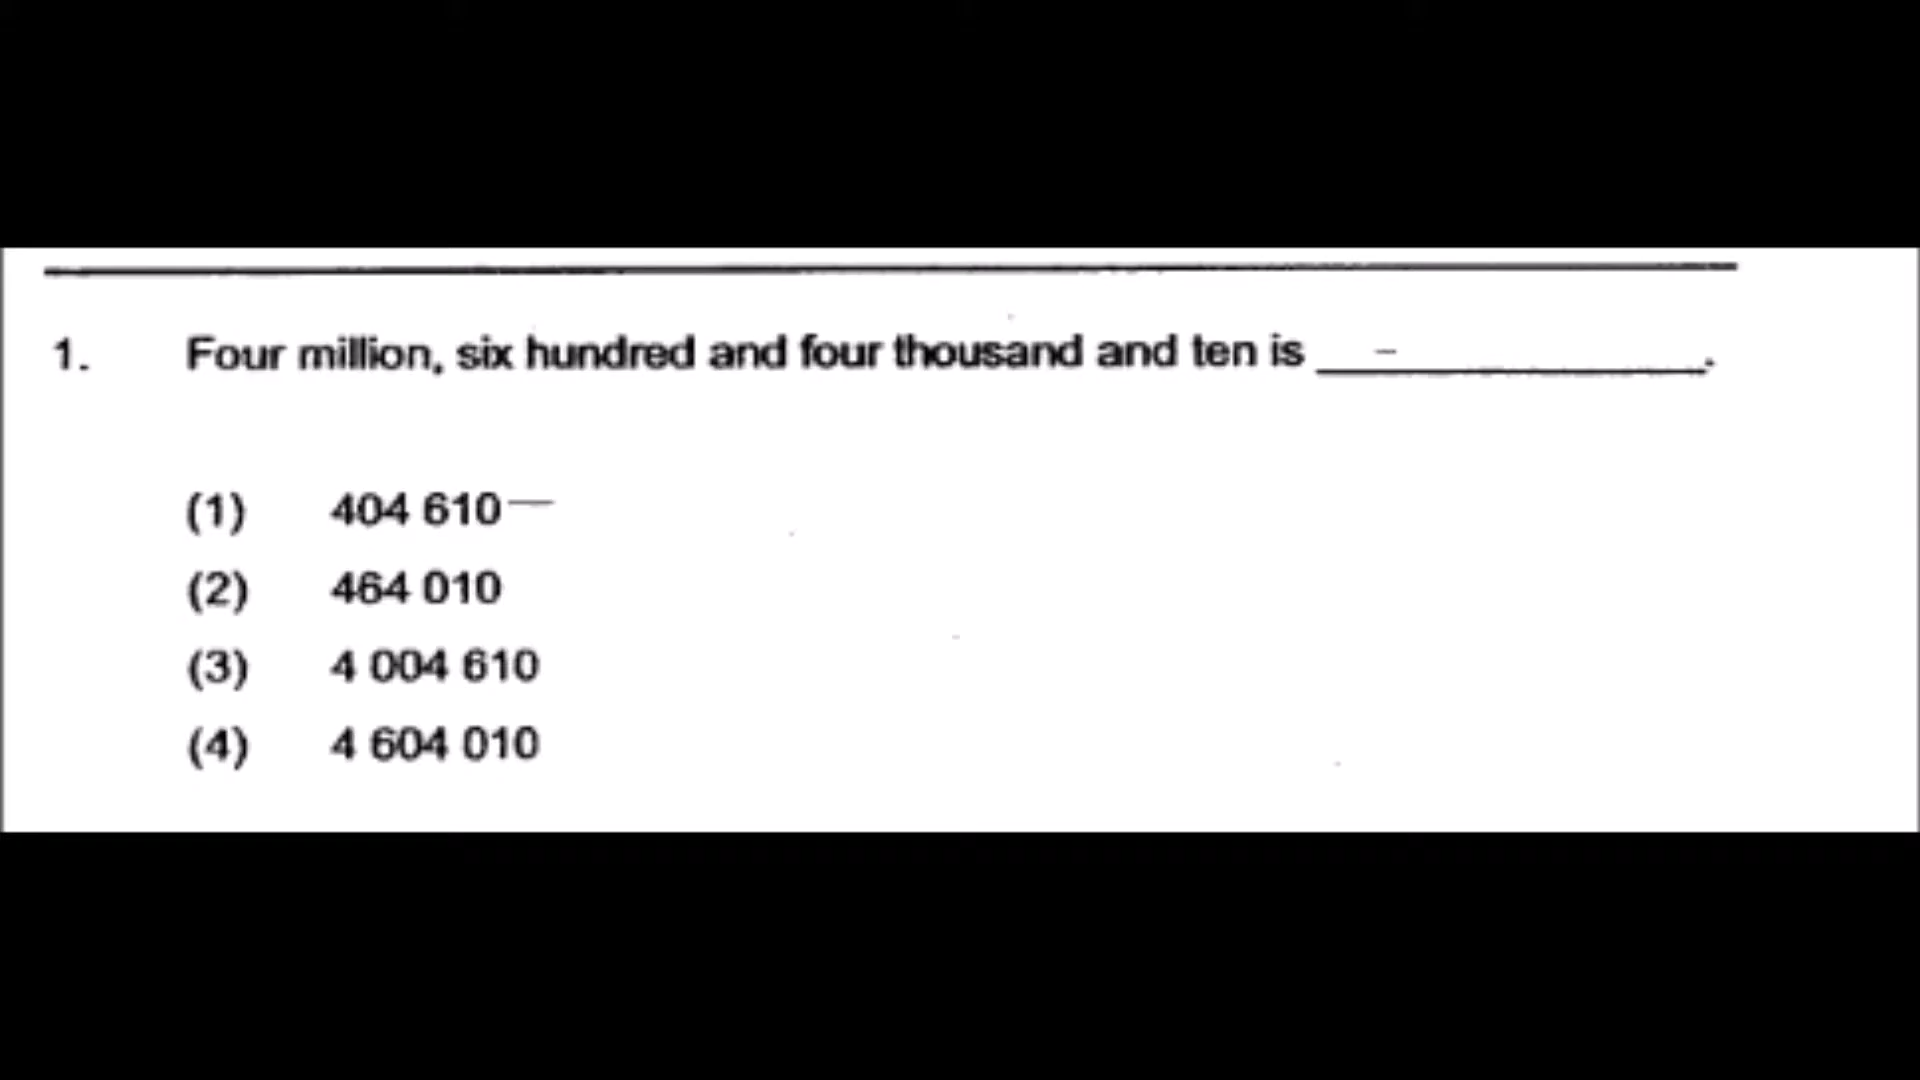 1. Four million, six hundred and four thousand and ten is ____________.
(1) 404 610
(2) 464 010
(3) 4 004 610
(4) 4 604 010